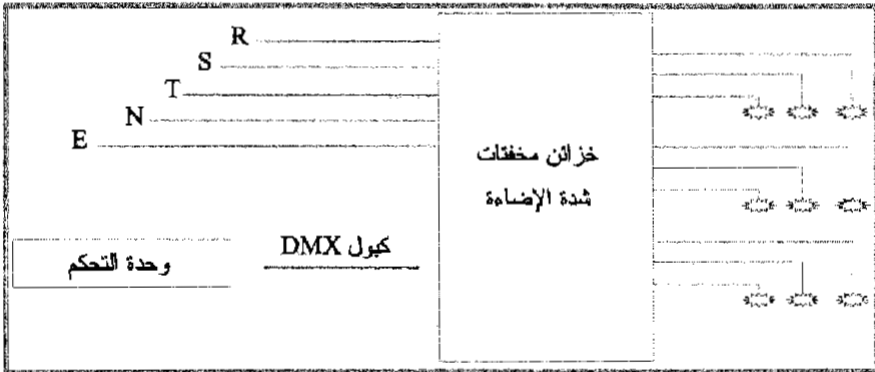 R
S
T
N
E
خزائن مخفتات
شدة الإضاءة
كبول DMX
وحدة التحكم